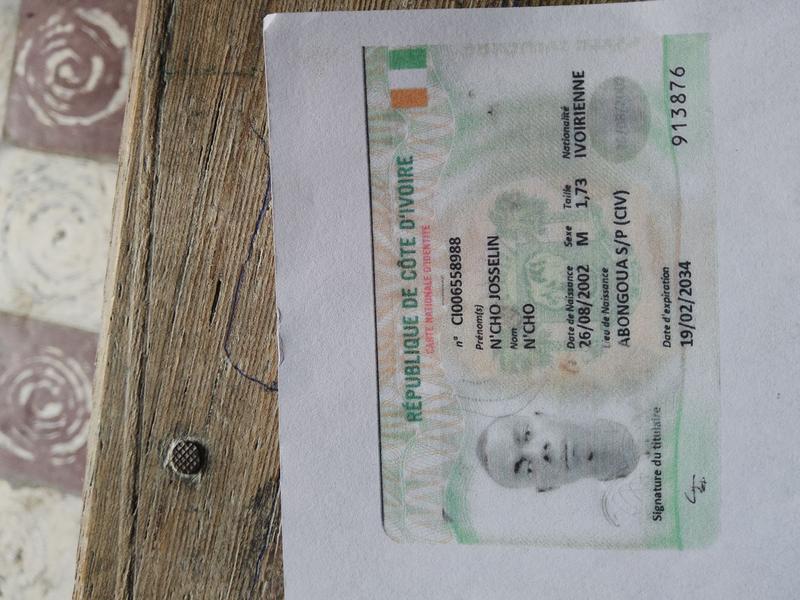 RÉPUBLIQUE DE CÔTE D'IVOIRE
CARTE NATIONALE D'IDENTITÉ
n° CI006558988
Prénom(s)
N'CHO JOSSELIN
Nom
N'CHO
Date de Naissance Sexe Taille Nationalité
26/08/2002 M 1,73 IVOIRIENNE
Lieu de Naissance
ABONGOUA S/P (CIV)
Date d'expiration
19/02/2034
913876
Signature du titulaire